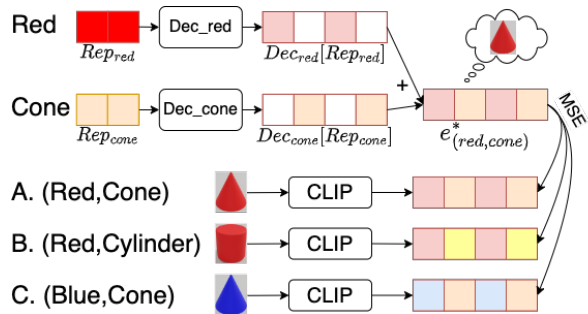 Red
Rep_red
Dec_red
Dec_red[Rep_red]
+
Cone
Rep_cone
Dec_cone
Dec_cone[Rep_cone]
e*_(red,cone)
MSE
A. (Red,Cone)
CLIP
B. (Red,Cylinder)
CLIP
C. (Blue,Cone)
CLIP